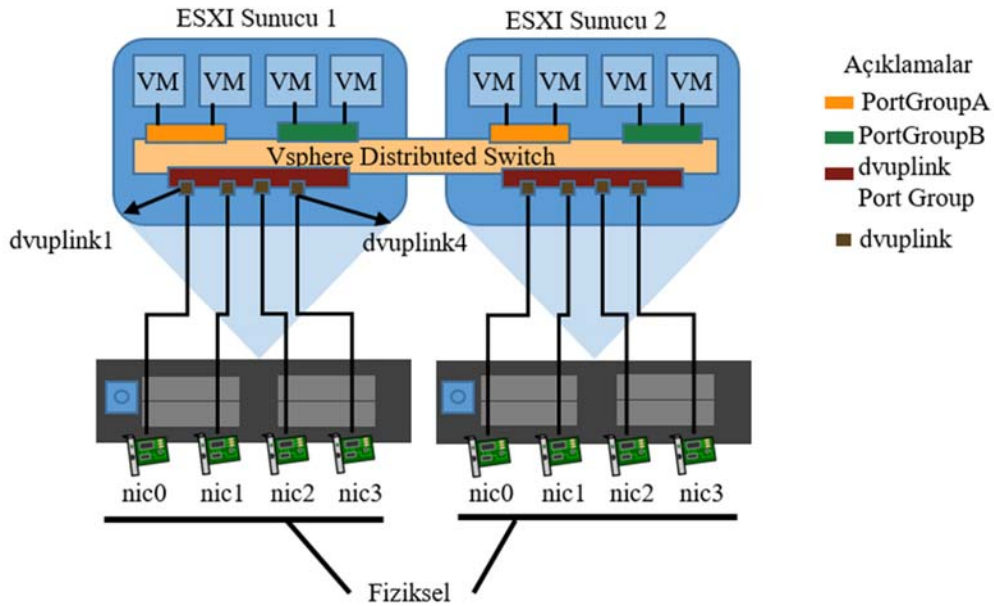 ESXI Sunucu 1
ESXI Sunucu 2
VM VM VM VM
VM VM VM VM
Vsphere Distributed Switch
dvuplink1
dvuplink4
Açıklamalar
PortGroupA
PortGroupB
dvuplink
Port Group
dvuplink
nic0 nic1 nic2 nic3
nic0 nic1 nic2 nic3
Fiziksel